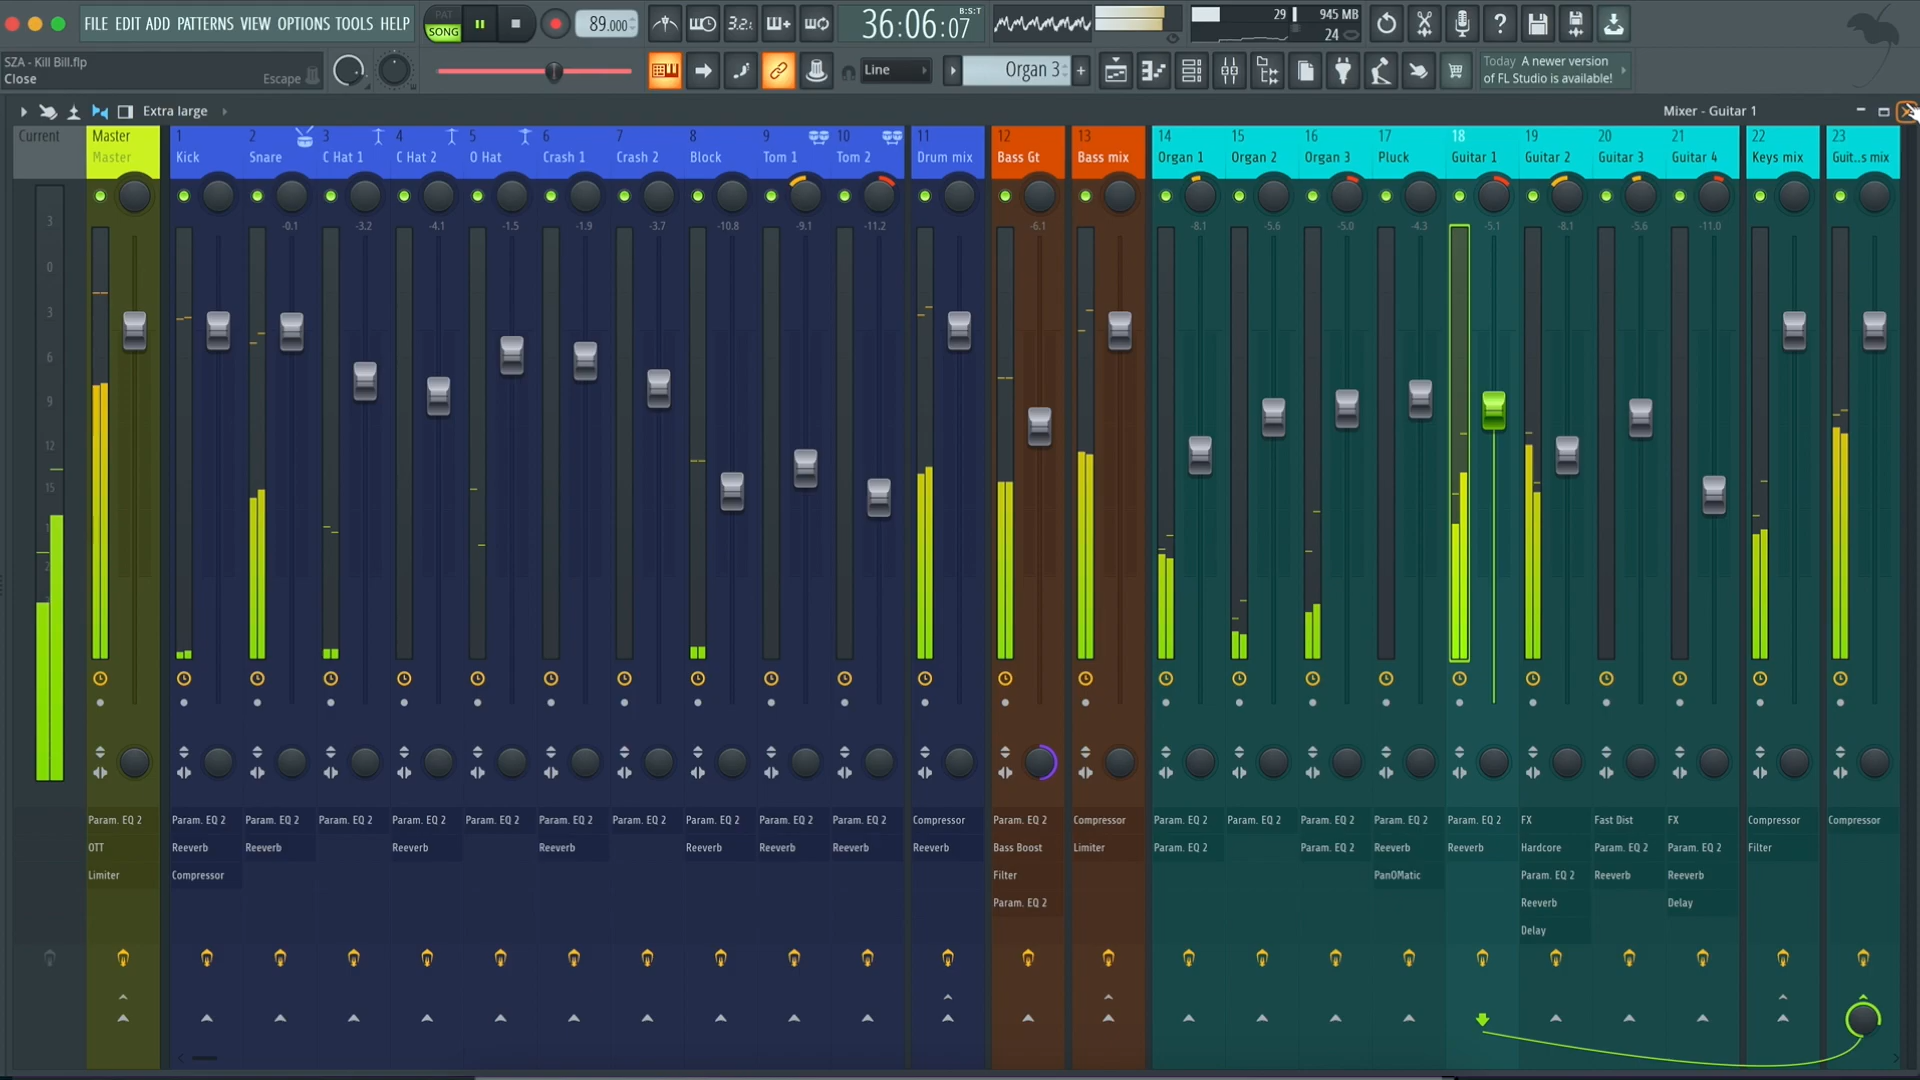 FILE EDIT ADD PATTERNS VIEW OPTIONS TOOLS HELP
PAT
SONG
89.000
3.2:
36:06:07
B:S:T
29
945 MB
24
SZA - Kill Bill.flp
Close
Escape
Line
Organ 3
Today A newer version
of FL Studio is available!
Extra large
Mixer - Guitar 1
Current
Master
Master
1 2 3 4 5 6 7 8 9 10 11 12 13 14 15 16 17 18 19 20 21 22 23
Kick Snare C Hat 1 C Hat 2 O Hat Crash 1 Crash 2 Block Tom 1 Tom 2 Drum mix Bass Gt Bass mix Organ 1 Organ 2 Organ 3 Pluck Guitar 1 Guitar 2 Guitar 3 Guitar 4 Keys mix Guit..s mix
-0.1 -3.2 -4.1 -1.5 -1.9 -3.7 -10.8 -9.1 -11.2 -6.1 -8.1 -5.6 -5.0 -4.3 -5.1 -8.1 -5.6 -11.0
3
0
3
6
9
12
15
Param. EQ 2 Param. EQ 2 Param. EQ 2 Param. EQ 2 Param. EQ 2 Param. EQ 2 Param. EQ 2 Param. EQ 2 Param. EQ 2 Param. EQ 2 Param. EQ 2 Compressor Param. EQ 2 Compressor Param. EQ 2 Param. EQ 2 Param. EQ 2 Param. EQ 2 Param. EQ 2 FX Fast Dist FX Compressor Compressor
OTT Reeverb Reeverb Reeverb Reeverb Reeverb Reeverb Reeverb Reeverb Bass Boost Limiter Param. EQ 2 Param. EQ 2 Reeverb Reeverb Hardcore Param. EQ 2 Param. EQ 2 Filter
Limiter Compressor Filter PanOMatic Param. EQ 2 Reeverb Reeverb
Param. EQ 2 Reeverb Delay
Delay